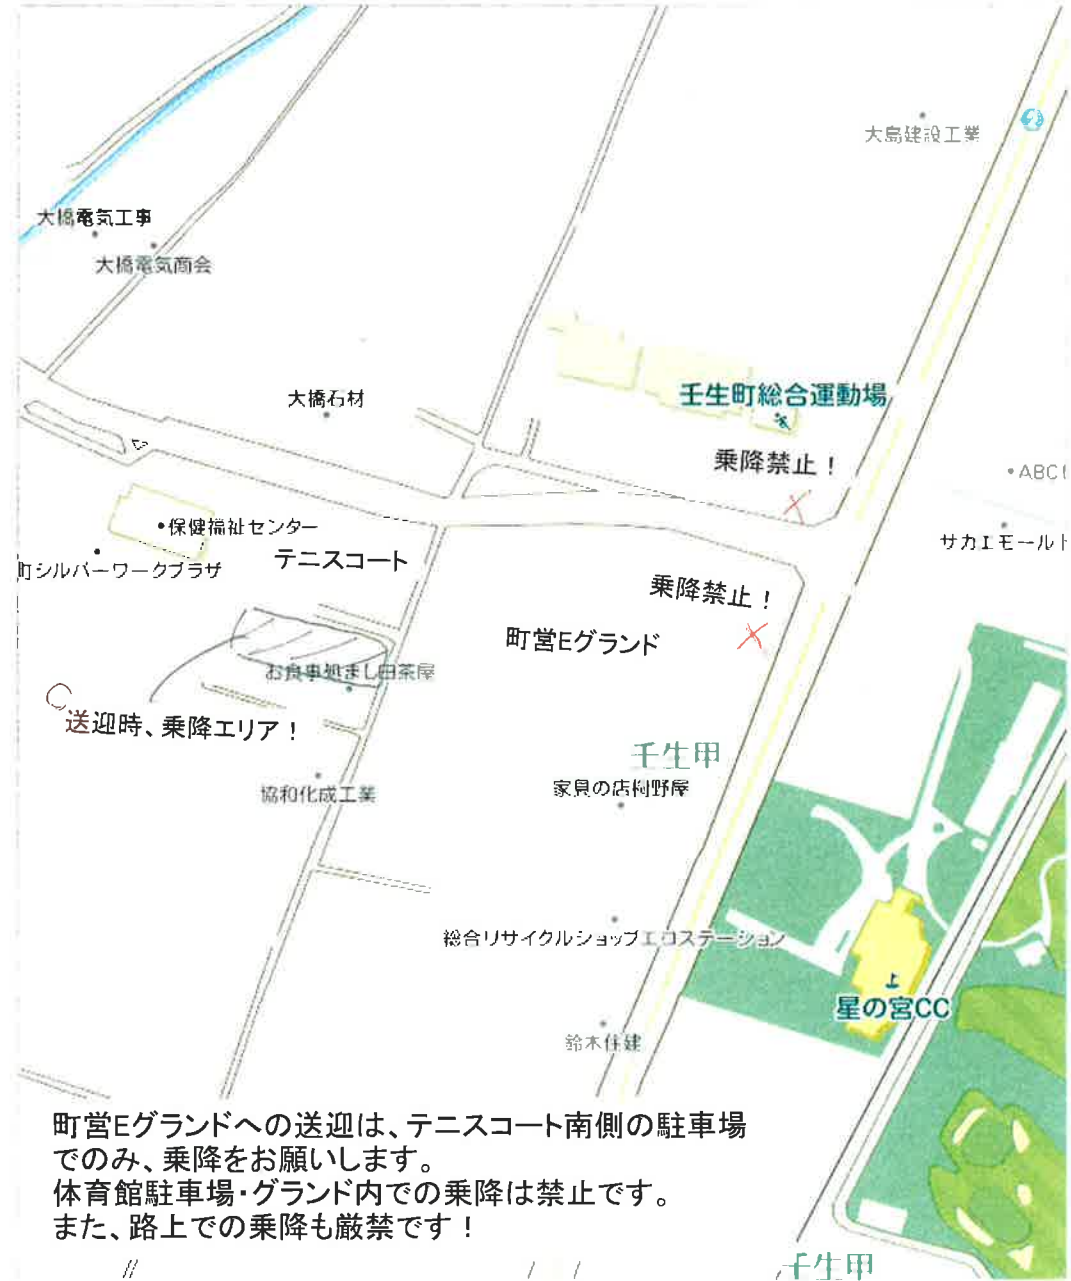 大島建設工業
大橋電気工事
大橋電気商会
大橋石材
壬生町総合運動場
乗降禁止！
•ABC
•保健福祉センター
サカエモール
テニスコート
町シルバーワークプラザ
乗降禁止！
町営Eグランド
お食事処まし田茶屋
送迎時、乗降エリア！
壬生甲
協和化成工業
家具の店柯野屋
総合リサイクルショップエコステーション
星の宮CC
鈴木住建
町営Eグランドへの送迎は、テニスコート南側の駐車場
でのみ、乗降をお願いします。
体育館駐車場・グランド内での乗降は禁止です。
また、路上での乗降も厳禁です！
壬生甲